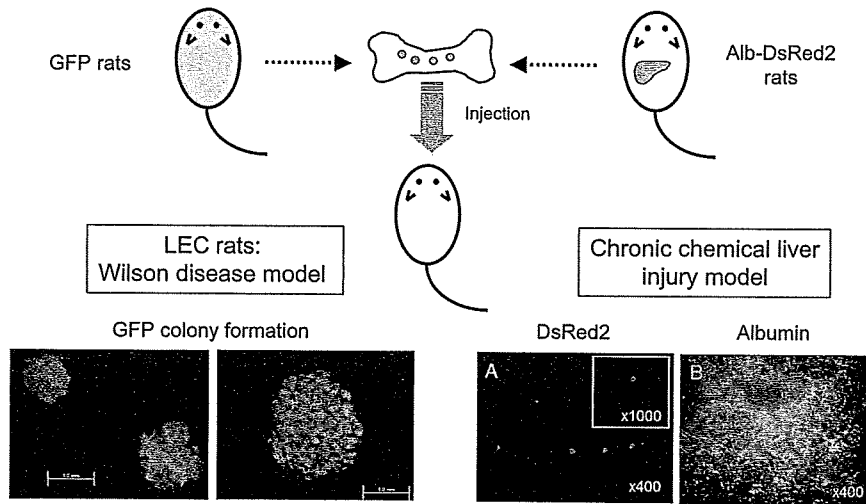 GFP rats
Alb-DsRed2
rats
Injection
LEC rats:
Wilson disease model
Chronic chemical liver
injury model
GFP colony formation
DsRed2
Albumin
A
x1000
x400
B
x400